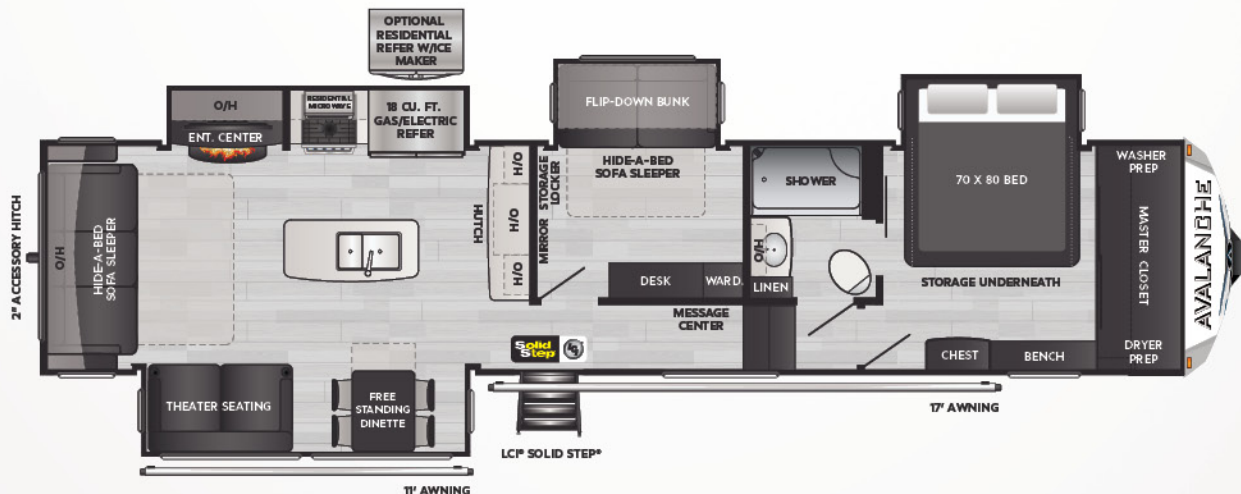 OPTIONAL
RESIDENTIAL
REFER W/ICE
MAKER
O/H
ENT. CENTER
RESIDENTIAL
MICROWAVE
18 CU. FT.
GAS/ELECTRIC
REFER
FLIP-DOWN BUNK
HIDE-A-BED
SOFA SLEEPER
2" ACCESSORY HITCH
O/H
HIDE-A-BED
SOFA SLEEPER
HUTCH
H/O
H/O
H/O
MIRROR
STORAGE
LOCKER
SHOWER
H/O
LINEN
DESK
WARD.
MESSAGE
CENTER
70 X 80 BED
STORAGE UNDERNEATH
WASHER
PREP
MASTER CLOSET
DRYER
PREP
AVALANCHE
CHEST
BENCH
THEATER SEATING
FREE
STANDING
DINETTE
Solid
Step
LCI® SOLID STEP®
17' AWNING
11' AWNING